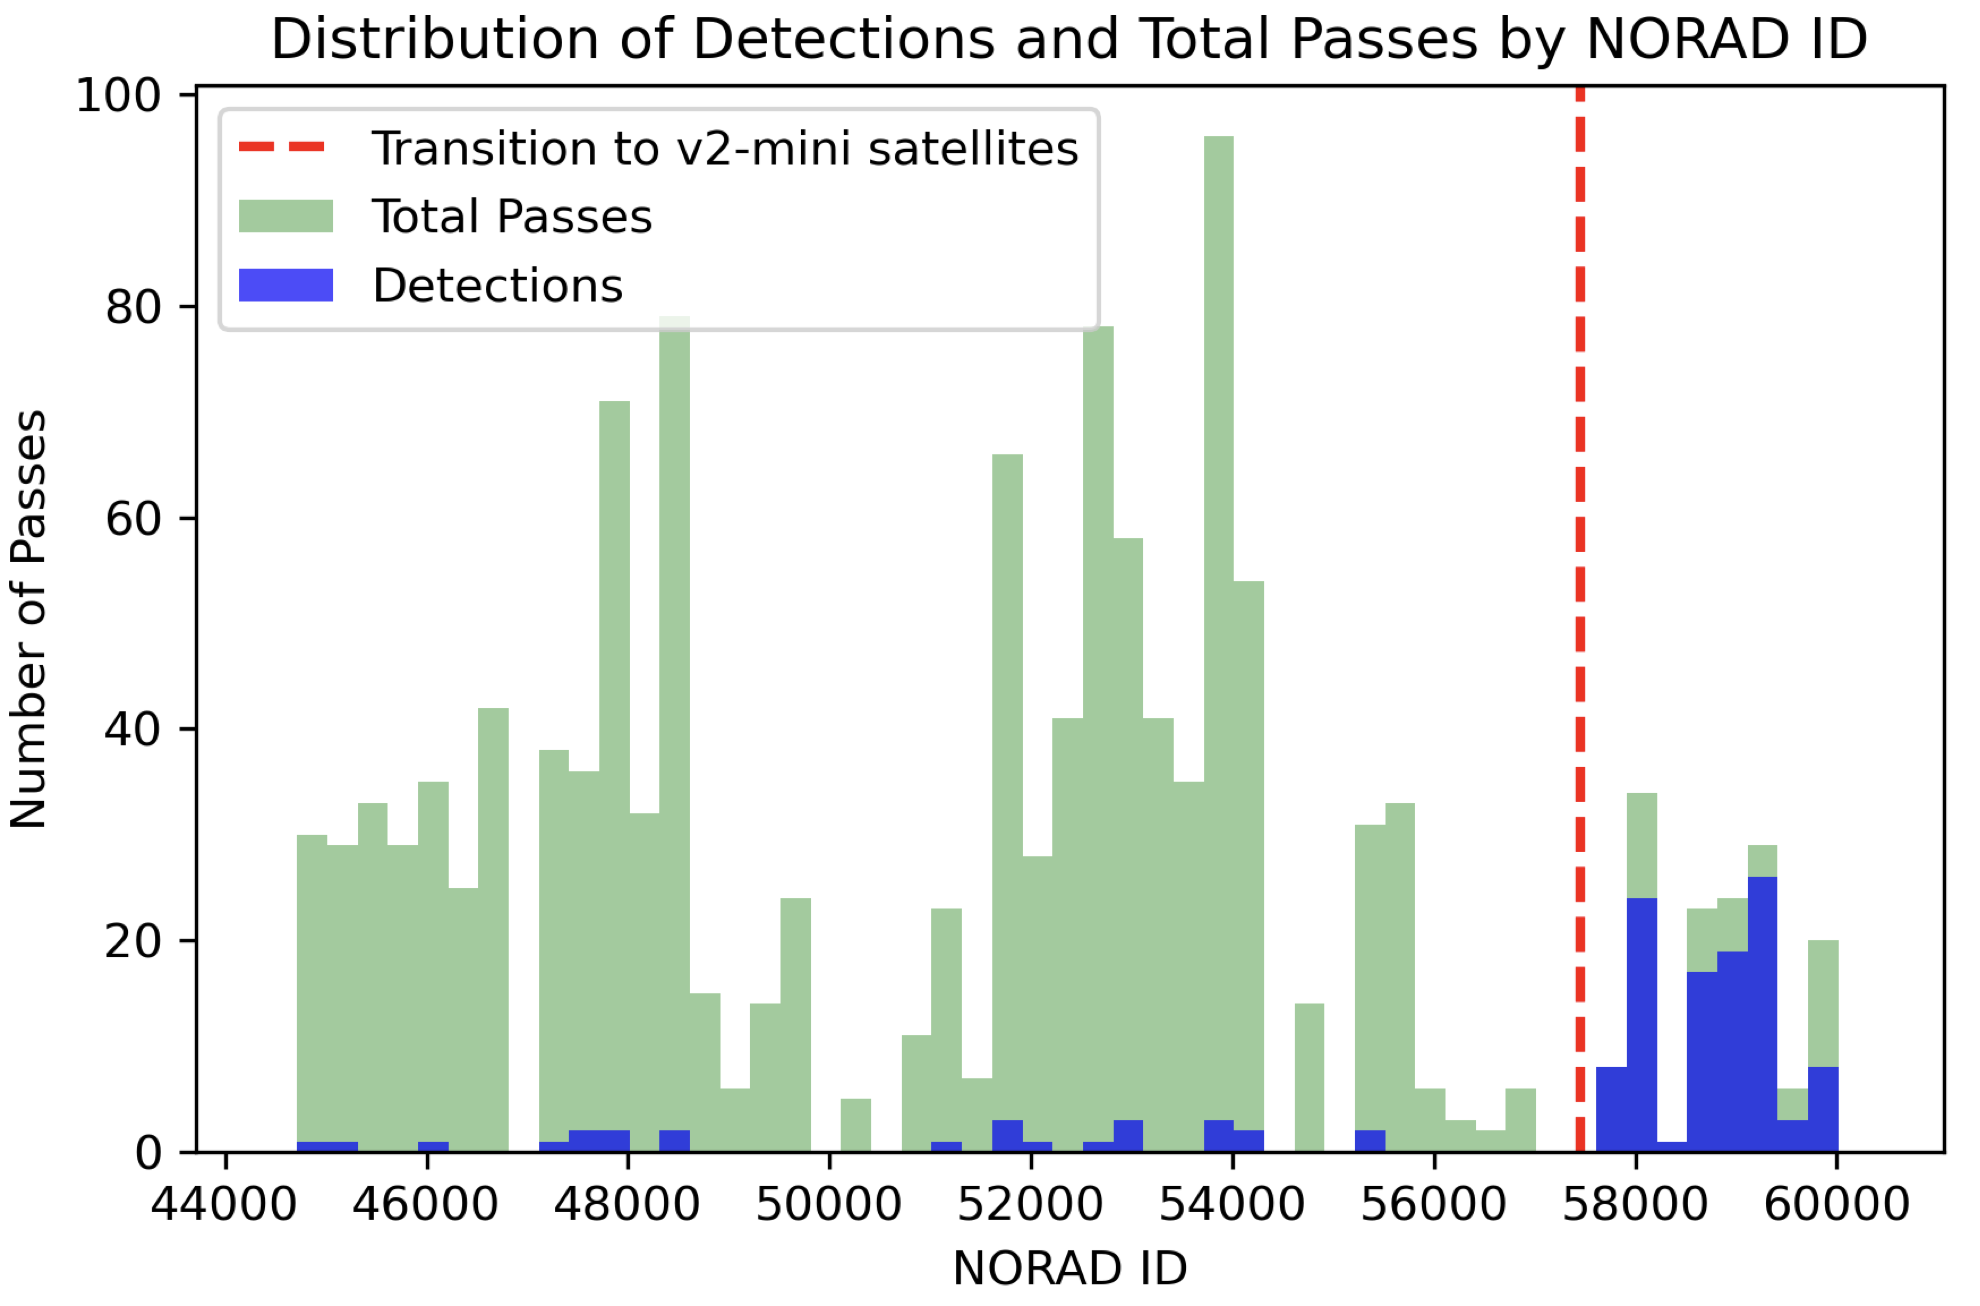 Distribution of Detections and Total Passes by NORAD ID
100
80
60
40
20
0
Number of Passes
Transition to v2-mini satellites
Total Passes
Detections
44000 46000 48000 50000 52000 54000 56000 58000 60000
NORAD ID